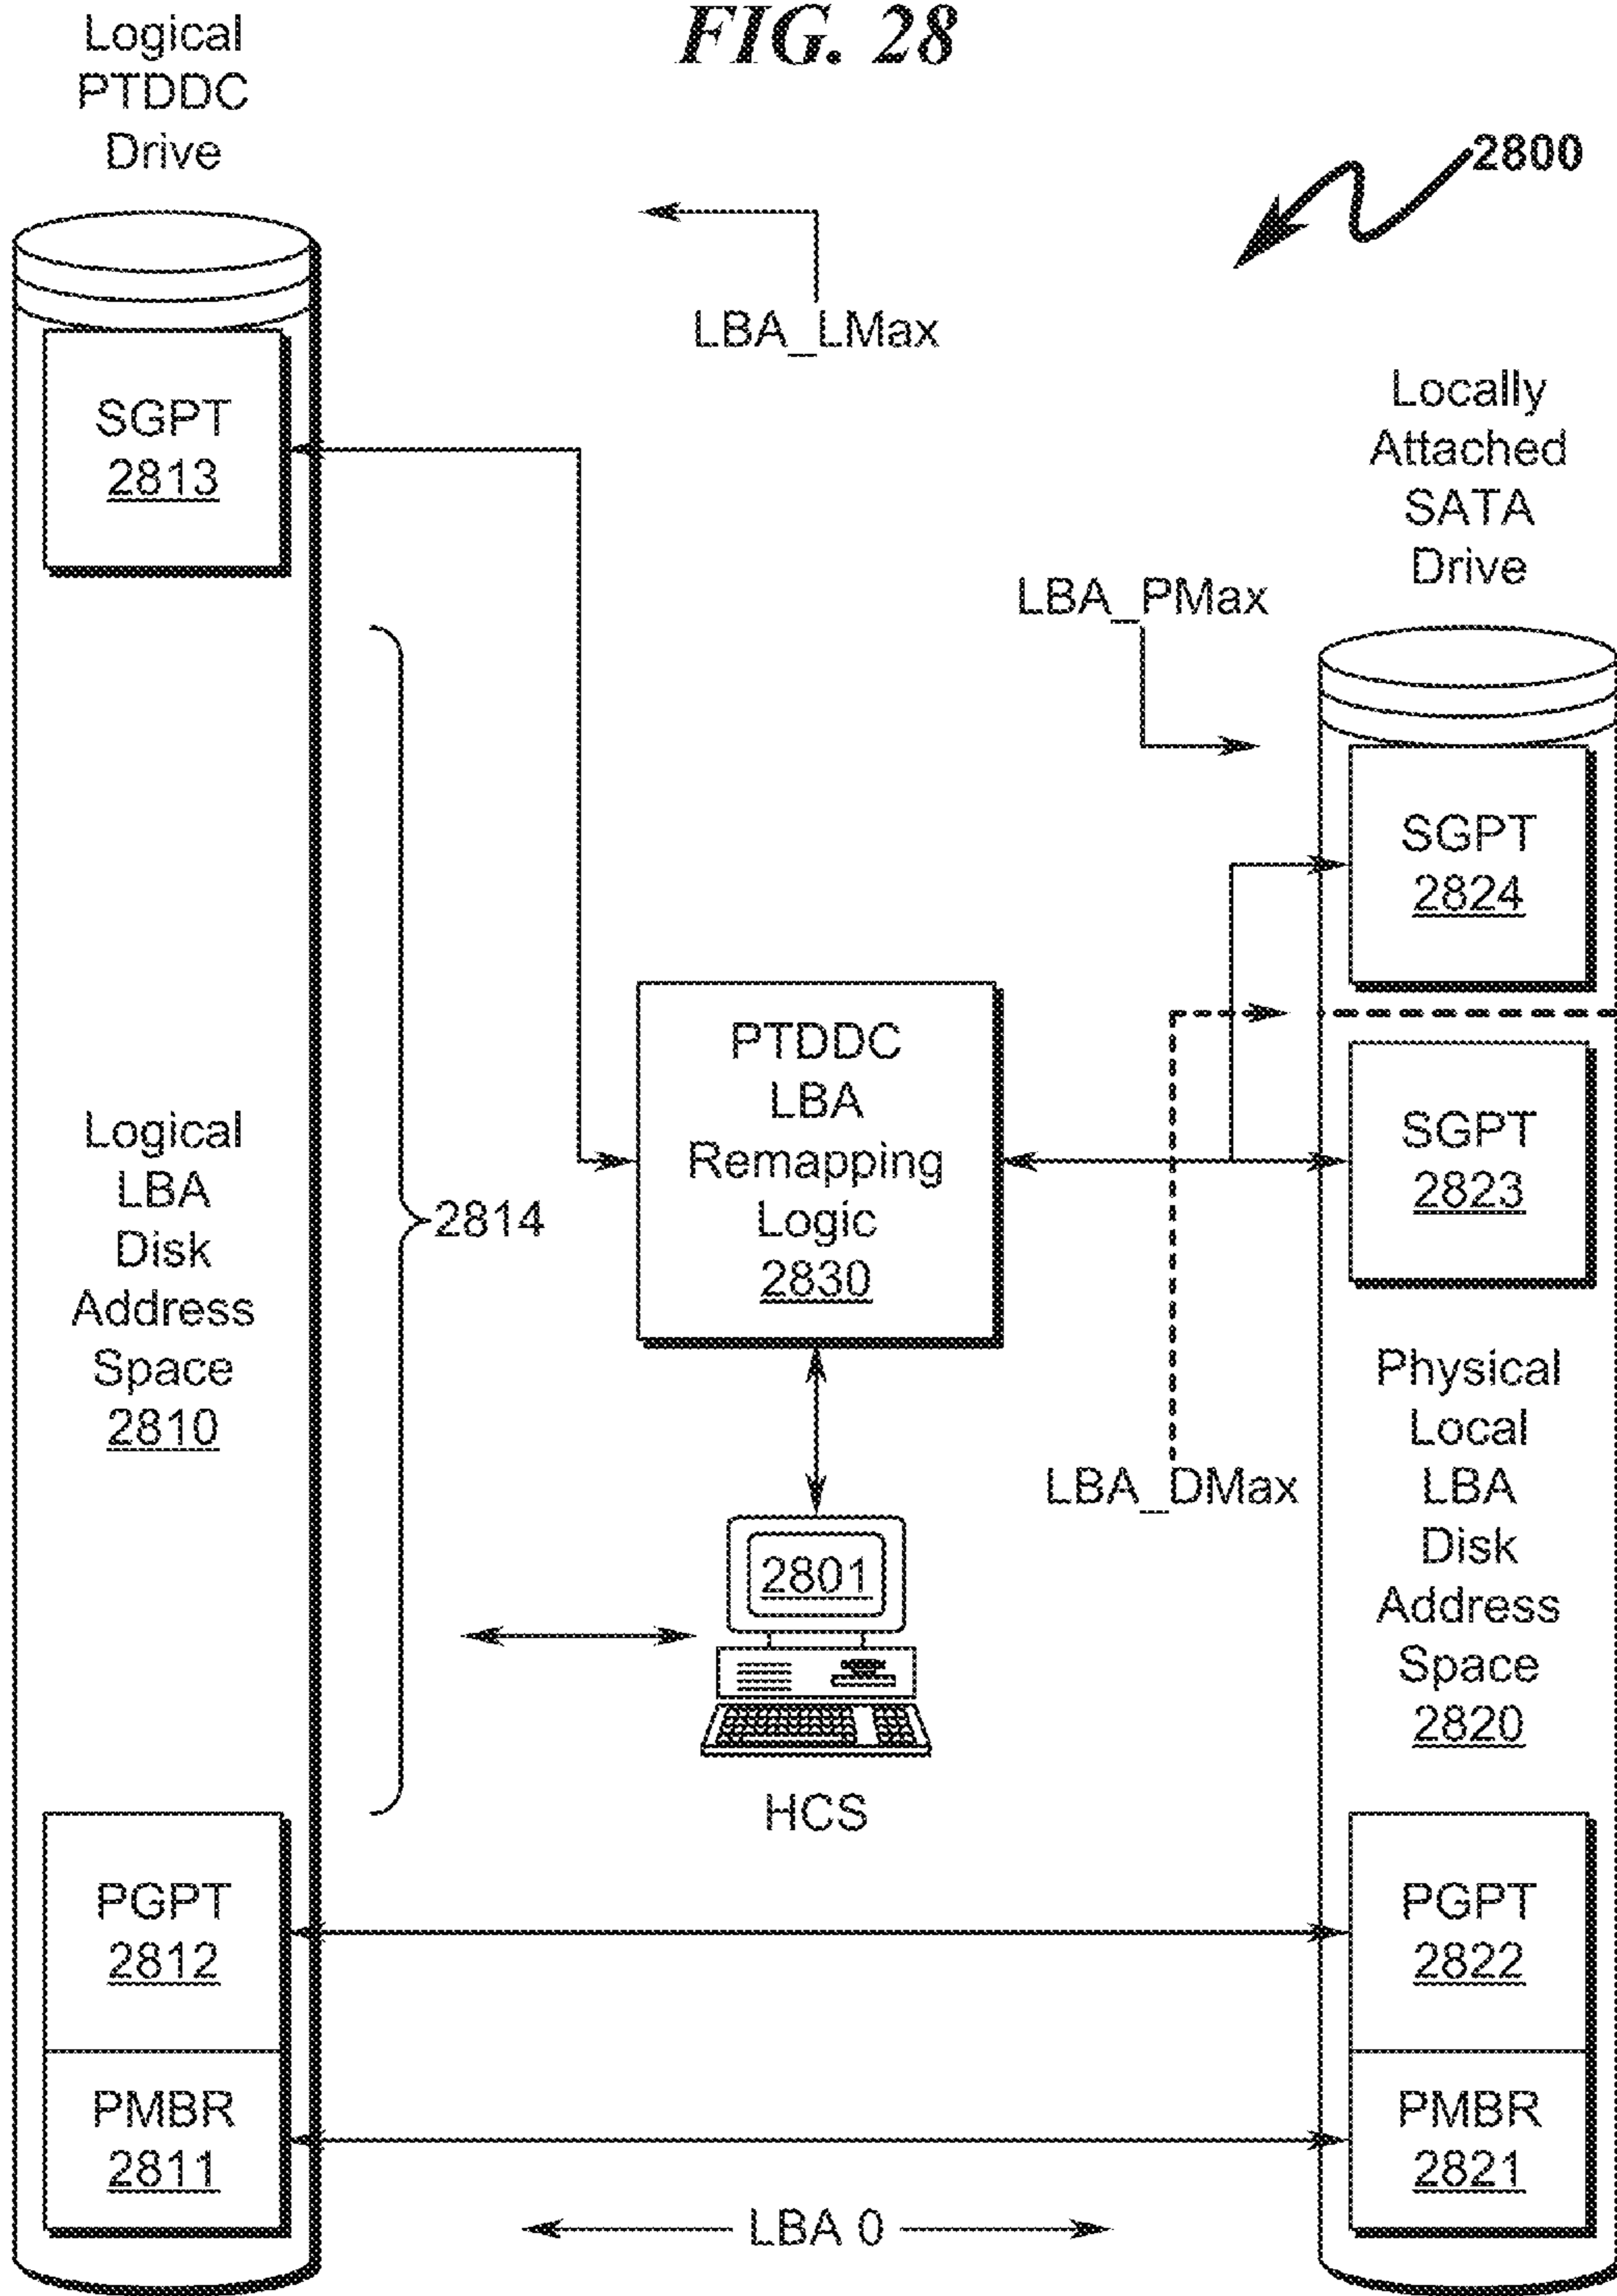 FIG. 28
Logical
PTDDC
Drive
2800
LBA_LMax
SGPT
2813
Locally
Attached
SATA
Drive
LBA_PMax
SGPT
2824
PTDDC
LBA
Remapping
Logic
2830
SGPT
2823
Logical
LBA
Disk
Address
Space
2810
2814
LBA_DMax
Physical
Local
LBA
Disk
Address
Space
2820
2801
HCS
PGPT
2812
PGPT
2822
PMBR
2811
PMBR
2821
LBA 0